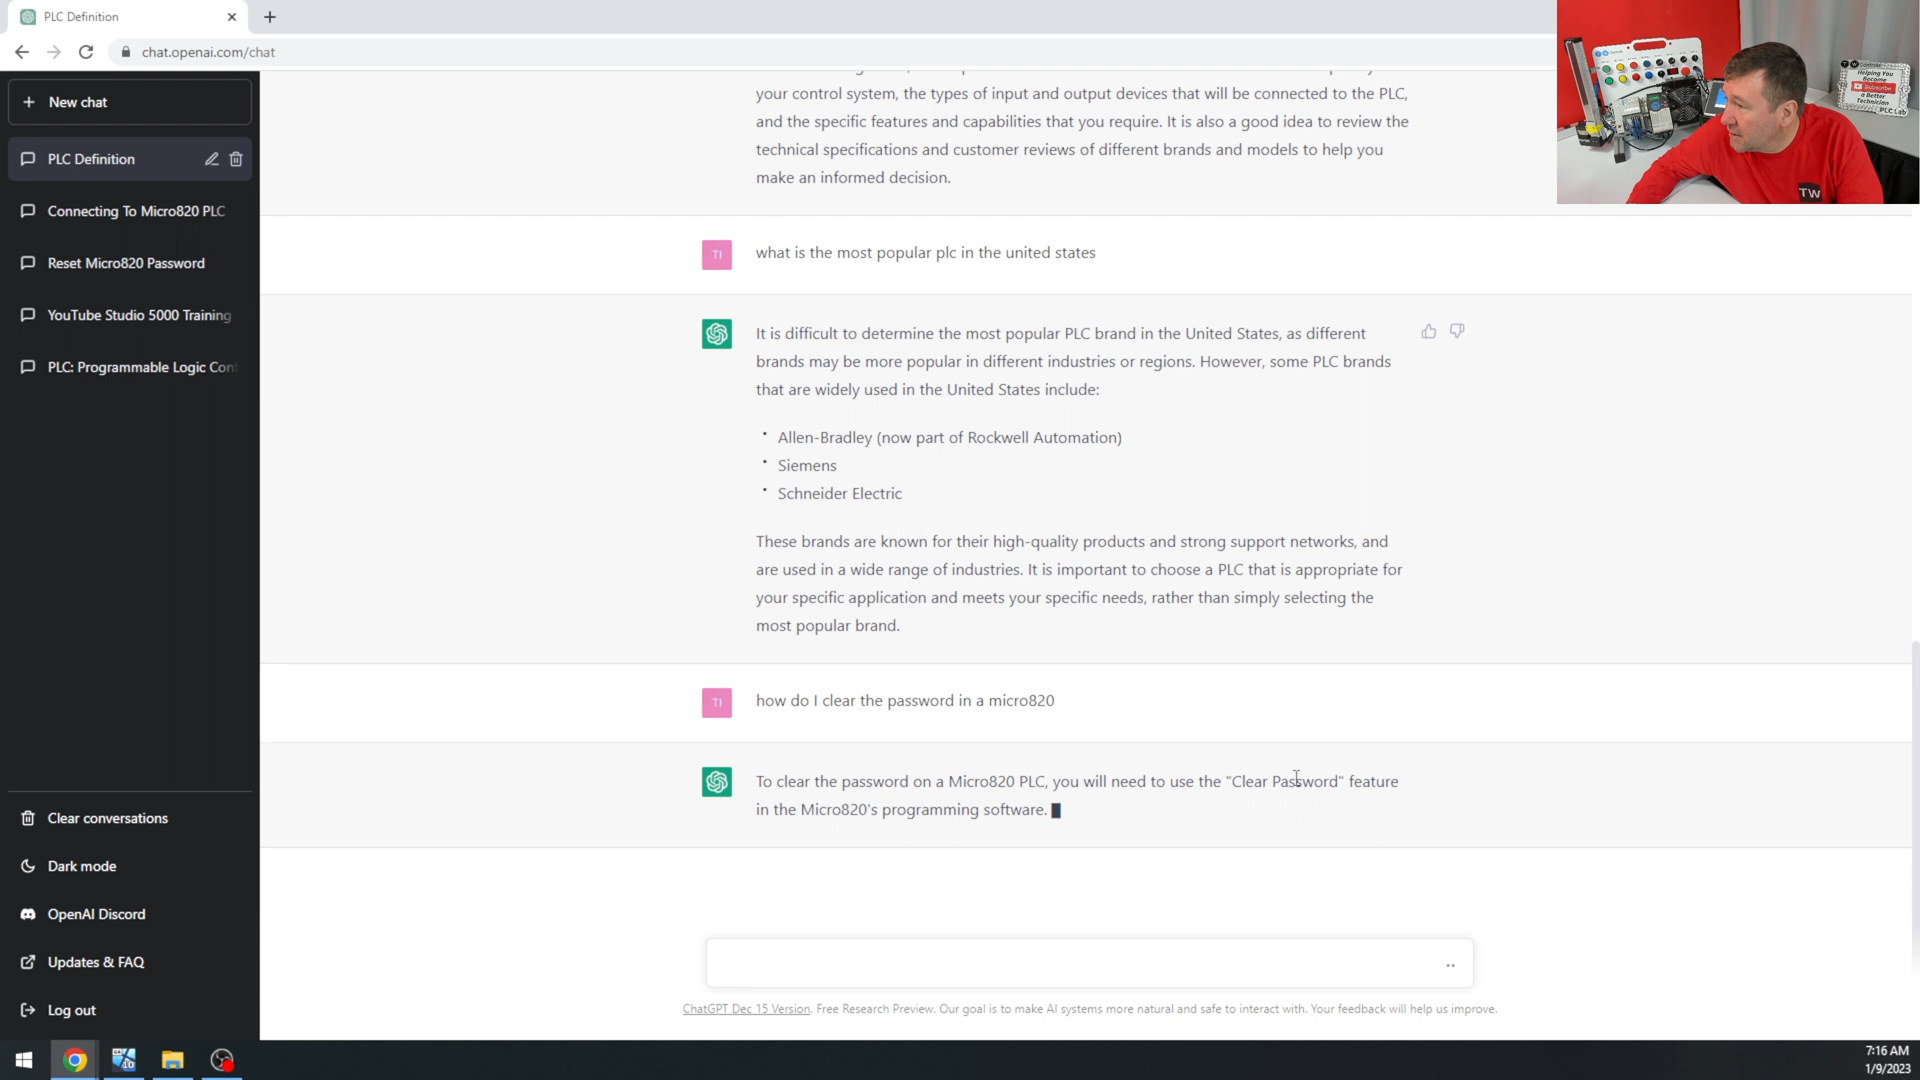 PLC Definition
chat.openai.com/chat
New chat
PLC Definition
Connecting To Micro820 PLC
Reset Micro820 Password
YouTube Studio 5000 Training
PLC: Programmable Logic Con
Clear conversations
Dark mode
OpenAI Discord
Updates & FAQ
Log out
your control system, the types of input and output devices that will be connected to the PLC,
and the specific features and capabilities that you require. It is also a good idea to review the
technical specifications and customer reviews of different brands and models to help you
make an informed decision.
TI
what is the most popular plc in the united states
It is difficult to determine the most popular PLC brand in the United States, as different
brands may be more popular in different industries or regions. However, some PLC brands
that are widely used in the United States include:
Allen-Bradley (now part of Rockwell Automation)
Siemens
Schneider Electric
These brands are known for their high-quality products and strong support networks, and
are used in a wide range of industries. It is important to choose a PLC that is appropriate for
your specific application and meets your specific needs, rather than simply selecting the
most popular brand.
TI
how do I clear the password in a micro820
To clear the password on a Micro820 PLC, you will need to use the "Clear Password" feature
in the Micro820's programming software.
ChatGPT Dec 15 Version. Free Research Preview. Our goal is to make AI systems more natural and safe to interact with. Your feedback will help us improve.
Helping You
Become
Subscribe
a Better
Technician
PLC Lab
TW
7:16 AM
1/9/2023